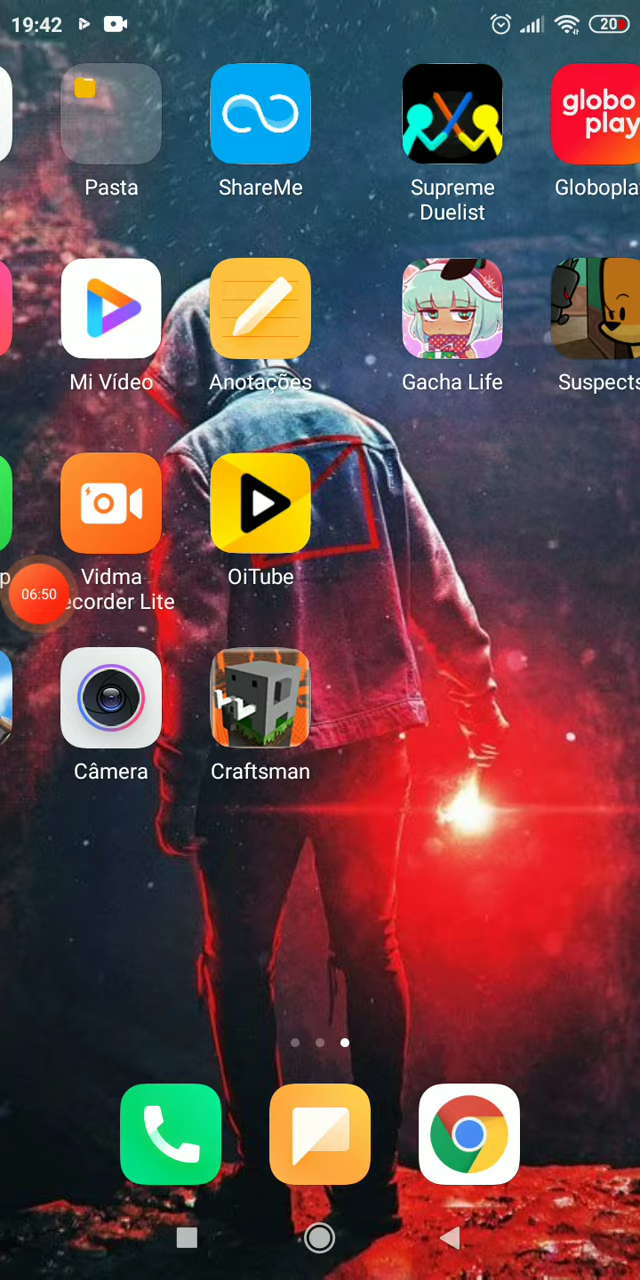 19:42
20
globo
play
Pasta
ShareMe
Supreme
Duelist
Globopla
Mi Vídeo
Anotações
Gacha Life
Suspects
p
Vidma
ecorder Lite
OiTube
06:50
Câmera
Craftsman